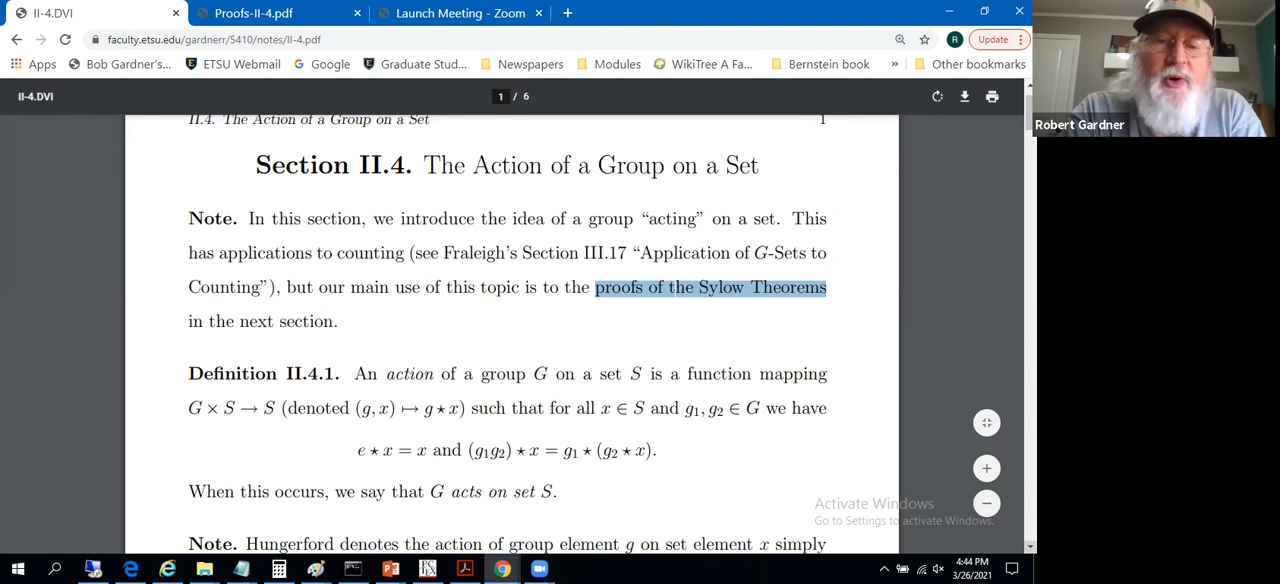 II-4.DVI
Proofs-II-4.pdf
Launch Meeting - Zoom
faculty.etsu.edu/gardnerr/5410/notes/II-4.pdf
R
Update
Apps
Bob Gardner's...
ETSU Webmail
Google
Graduate Stud...
Newspapers
Modules
WikiTree A Fa...
Bernstein book
»
Other bookmarks
II-4.DVI
1 / 6
Robert Gardner
II.4. The Action of a Group on a Set 1
Section II.4. The Action of a Group on a Set
Note. In this section, we introduce the idea of a group “acting” on a set. This
has applications to counting (see Fraleigh's Section III.17 “Application of G-Sets to
Counting”), but our main use of this topic is to the proofs of the Sylow Theorems
in the next section.
Definition II.4.1. An action of a group G on a set S is a function mapping
G × S → S (denoted (g, x) ↦ g ⋆ x) such that for all x ∈ S and g₁, g₂ ∈ G we have
e ⋆ x = x and (g₁g₂) ⋆ x = g₁ ⋆ (g₂ ⋆ x).
When this occurs, we say that G acts on set S.
Activate Windows
Go to Settings to activate Windows.
Note. Hungerford denotes the action of group element g on set element x simply
4:44 PM
3/26/2021